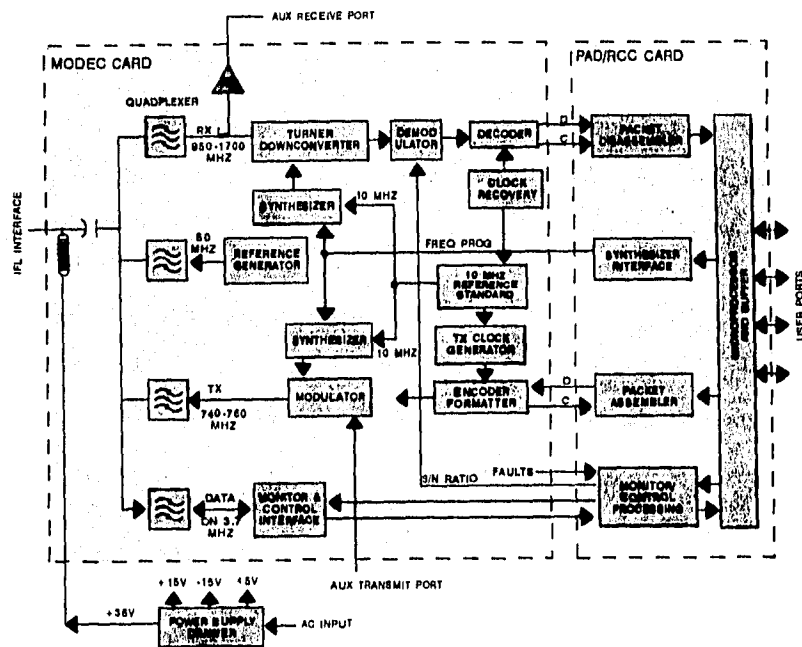 AUX RECEIVE PORT
MODEC CARD
PAD/RCC CARD
QUADPLEXER
RX
950-1700
MHZ
TURNER
DOWNCONVERTER
DEMOD
ULATOR
DECODER
D
C
PACKET
DISASSEMBLER
CLOCK
RECOVERY
SYNTHESIZER
10 MHZ
IFL INTERFACE
50
MHZ
REFERENCE
GENERATOR
FREQ PROG
SYNTHESIZER
INTERFACE
10 MHZ
REFERENCE
STANDARD
MICROPROCESSOR
AND BUFFER
USER PORTS
SYNTHESIZER
10 MHZ
TX CLOCK
GENERATOR
TX
740-760
MHZ
MODULATOR
ENCODER
FORMATTER
D
C
PACKET
ASSEMBLER
FAULTS
S/N RATIO
DATA
ON 3.7
MHZ
MONITOR &
CONTROL
INTERFACE
MONITOR/
CONTROL
PROCESSING
AUX TRANSMIT PORT
+15V
-15V
+5V
+36V
POWER SUPPLY
DRAWER
AC INPUT